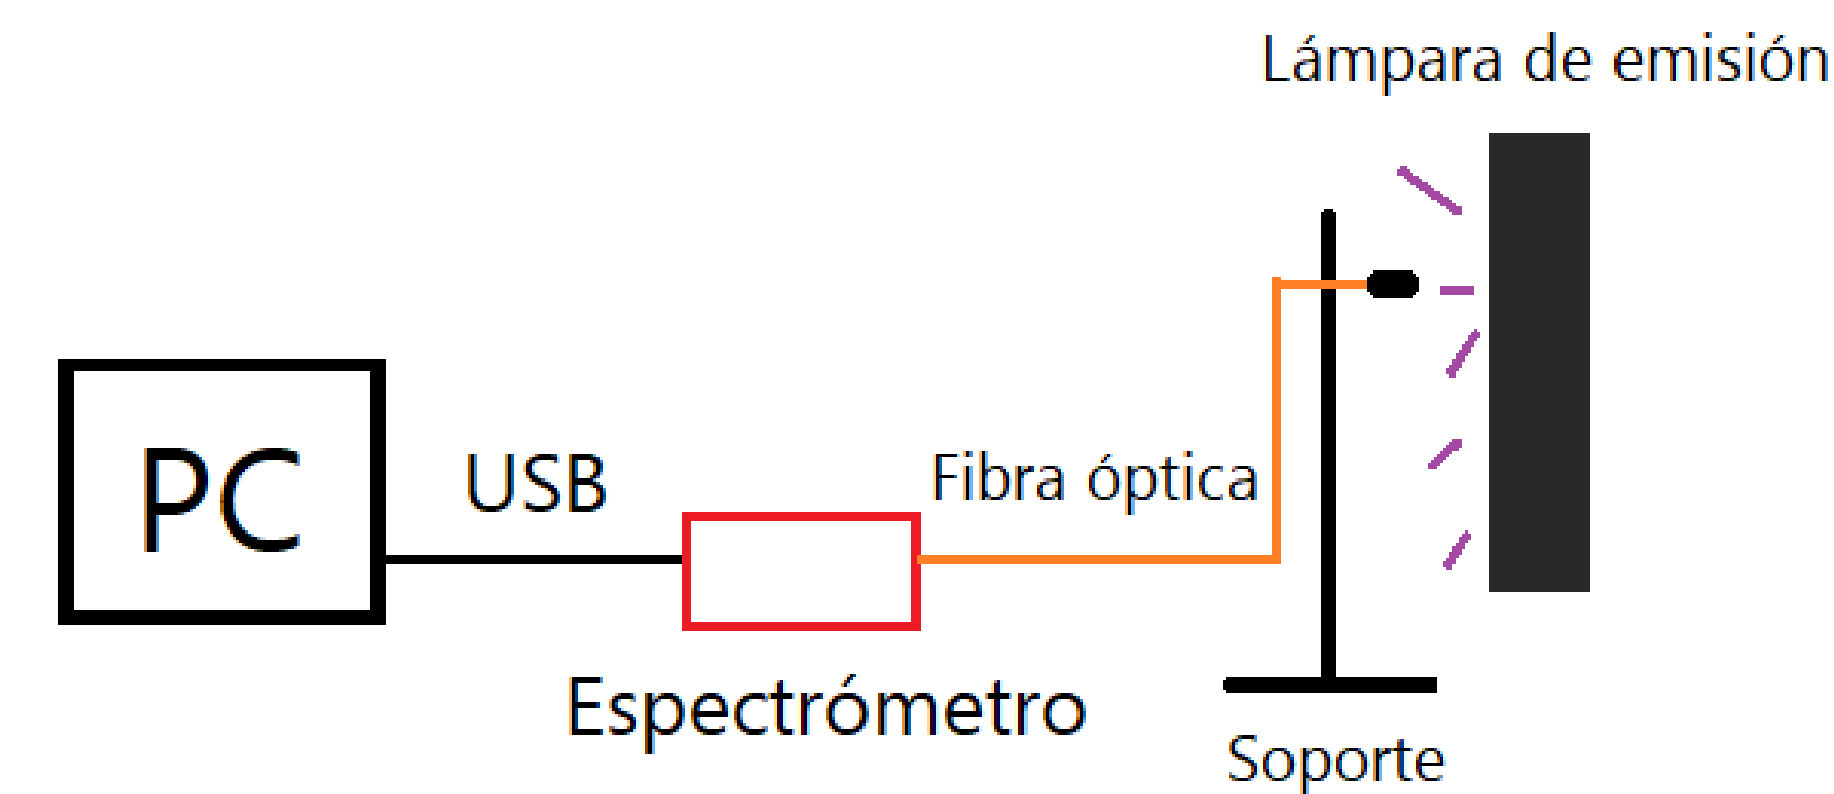 Lámpara de emisión
PC
USB
Fibra óptica
Espectrómetro
Soporte